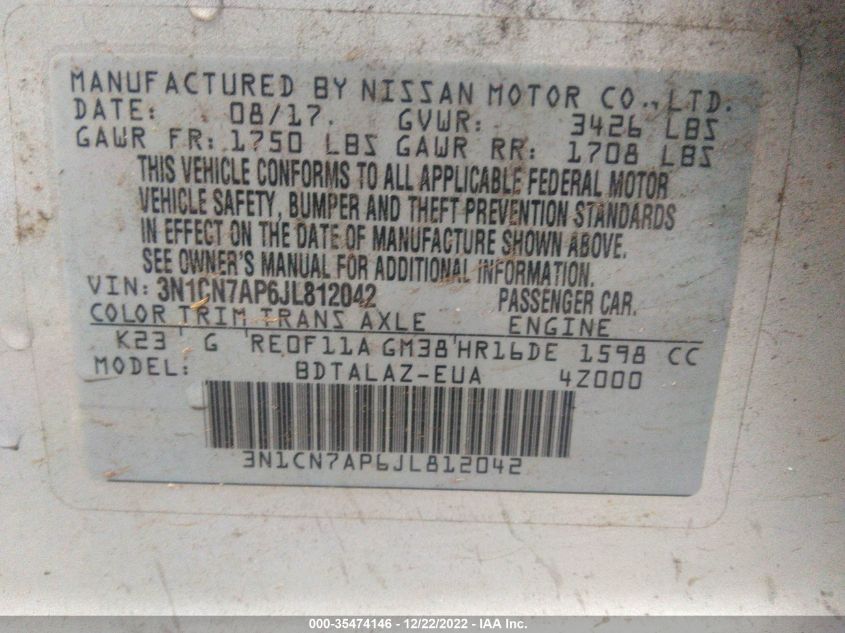 MANUFACTURED BY NISSAN MOTOR CO., LTD.
DATE: 08/17. GVWR: 3426 LBS
GAWR FR: 1750 LBS GAWR RR: 1708 LBS
THIS VEHICLE CONFORMS TO ALL APPLICABLE FEDERAL MOTOR
VEHICLE SAFETY, BUMPER AND THEFT PREVENTION STANDARDS
IN EFFECT ON THE DATE OF MANUFACTURE SHOWN ABOVE.
SEE OWNER'S MANUAL FOR ADDITIONAL INFORMATION.
VIN: 3N1CN7AP6JL812042 PASSENGER CAR.
COLOR TRIM TRANS AXLE ENGINE
K23 G RE0F11A GM38 HR16DE 1598 CC
MODEL: BDTALAZ-EUA 4Z000
3N1CN7AP6JL812042
000-35474146 - 12/22/2022 - IAA Inc.